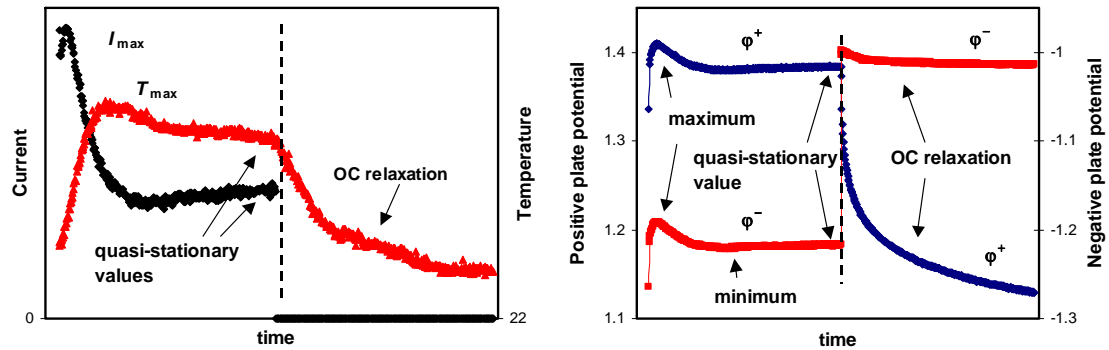 I max
T max
Current
Temperature
OC relaxation
quasi-stationary
values
0
22
time
φ+
φ−
1.4
-1
maximum
1.3
-1.1
quasi-stationary
value
OC relaxation
Positive plate potential
Negative plate potential
1.2
-1.2
φ−
φ+
minimum
1.1
-1.3
time